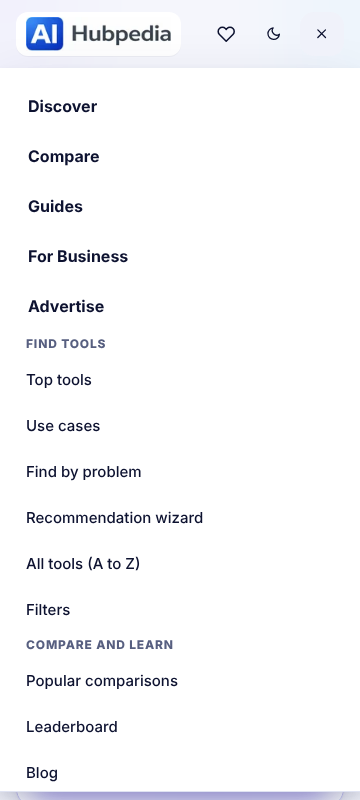 AI Hubpedia
Discover
Compare
Guides
For Business
Advertise
FIND TOOLS
Top tools
Use cases
Find by problem
Recommendation wizard
All tools (A to Z)
Filters
COMPARE AND LEARN
Popular comparisons
Leaderboard
Blog